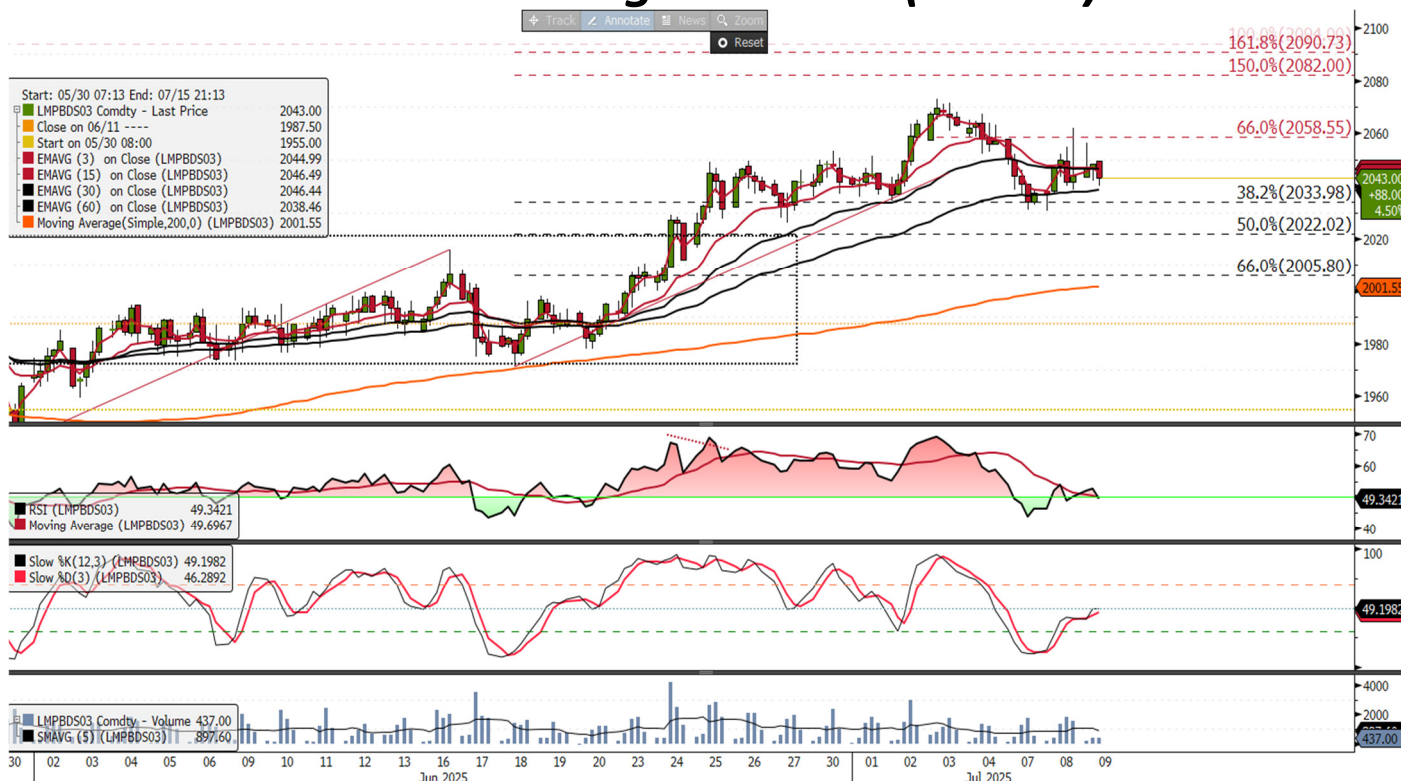 Track Annotate News Zoom
Reset
100.0%(2094.00)
161.8%(2090.73)
150.0%(2082.00)
66.0%(2058.55)
38.2%(2033.98)
50.0%(2022.02)
66.0%(2005.80)
Start: 05/30 07:13 End: 07/15 21:13
LMPBDS03 Comdty - Last Price 2043.00
Close on 06/11 ---- 1987.50
Start on 05/30 08:00 1955.00
EMAVG (3) on Close (LMPBDS03) 2044.99
EMAVG (15) on Close (LMPBDS03) 2046.49
EMAVG (30) on Close (LMPBDS03) 2046.44
EMAVG (60) on Close (LMPBDS03) 2038.46
Moving Average(Simple,200,0) (LMPBDS03) 2001.55
2100
2080
2060
2043.00
+88.00
4.50%
2020
2001.55
1980
1960
RSI (LMPBDS03) 49.3421
Moving Average (LMPBDS03) 49.6967
70
60
49.3421
40
Slow %K(12,3) (LMPBDS03) 49.1982
Slow %D(3) (LMPBDS03) 46.2892
100
49.1982
LMPBDS03 Comdty - Volume 437.00
SMAVG (5) (LMPBDS03) 897.60
4000
2000
437.00
30 02 03 04 05 06 09 10 11 12 13 16 17 18 19 20 23 24 25 26 27 30 01 02 03 04 07 08 09
Jun 2025 Jul 2025